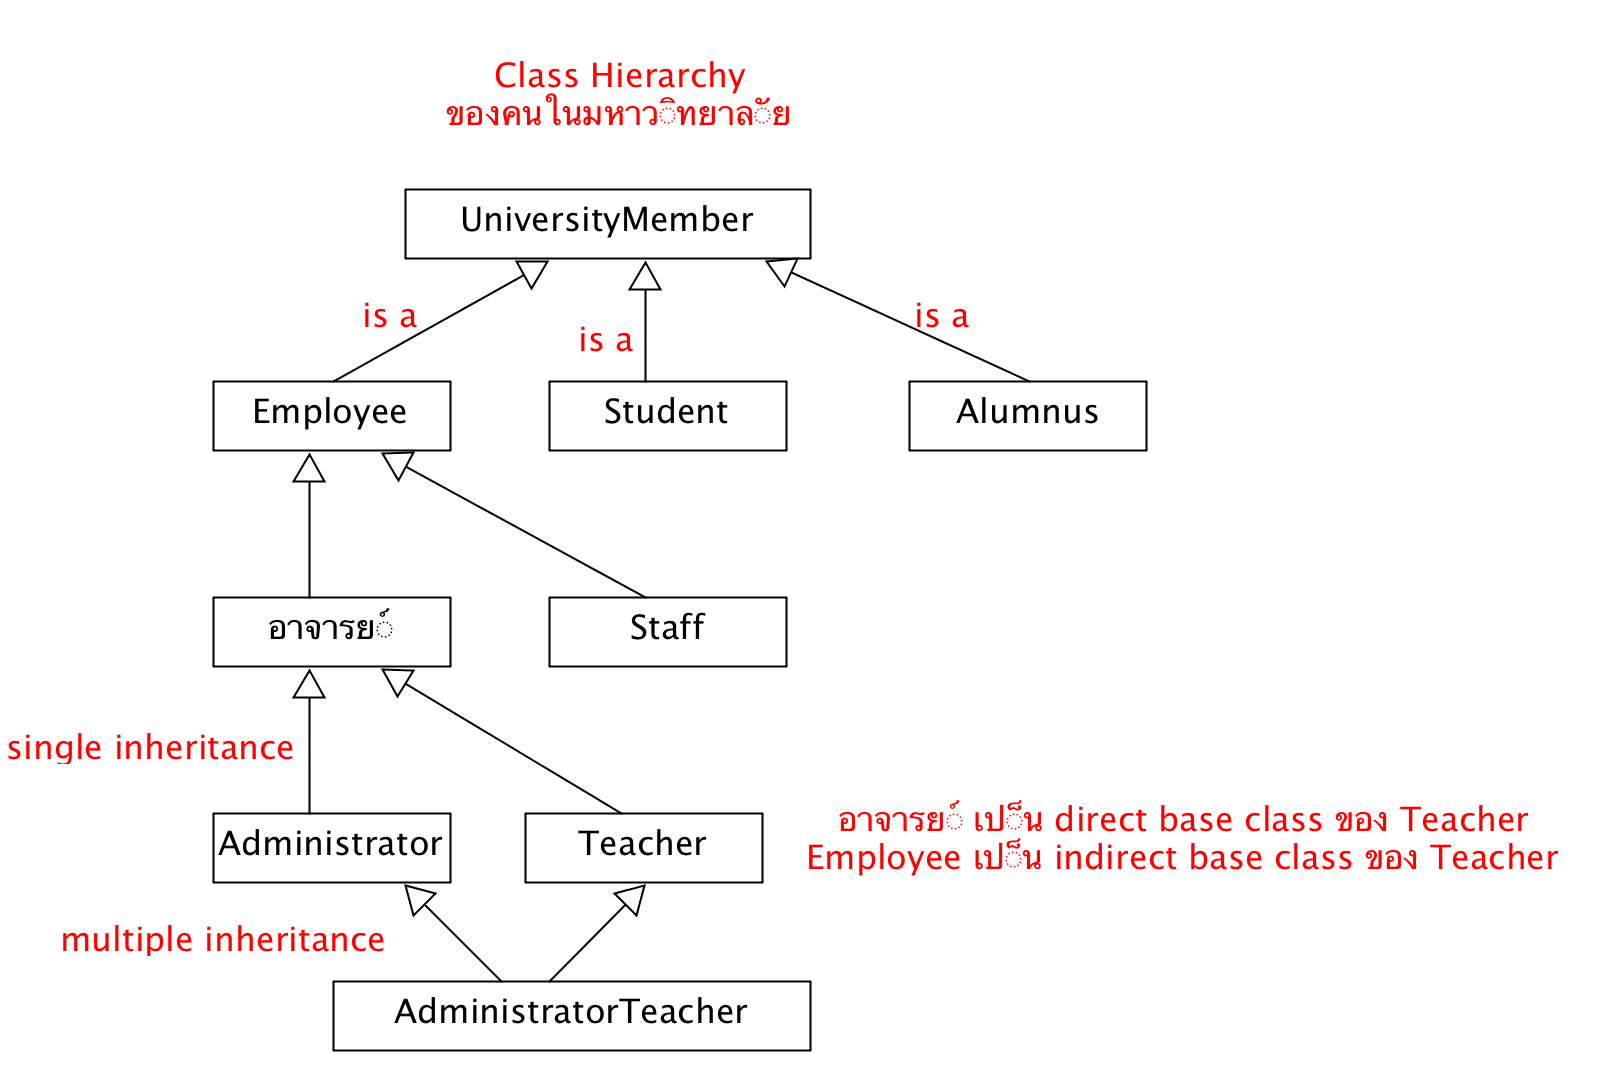 Class Hierarchy
ของคนในมหาวิทยาลัย
UniversityMember
is a
is a
is a
Employee
Student
Alumnus
อาจารย์
Staff
single inheritance
Administrator
Teacher
อาจารย์ เป็น direct base class ของ Teacher
Employee เป็น indirect base class ของ Teacher
multiple inheritance
AdministratorTeacher